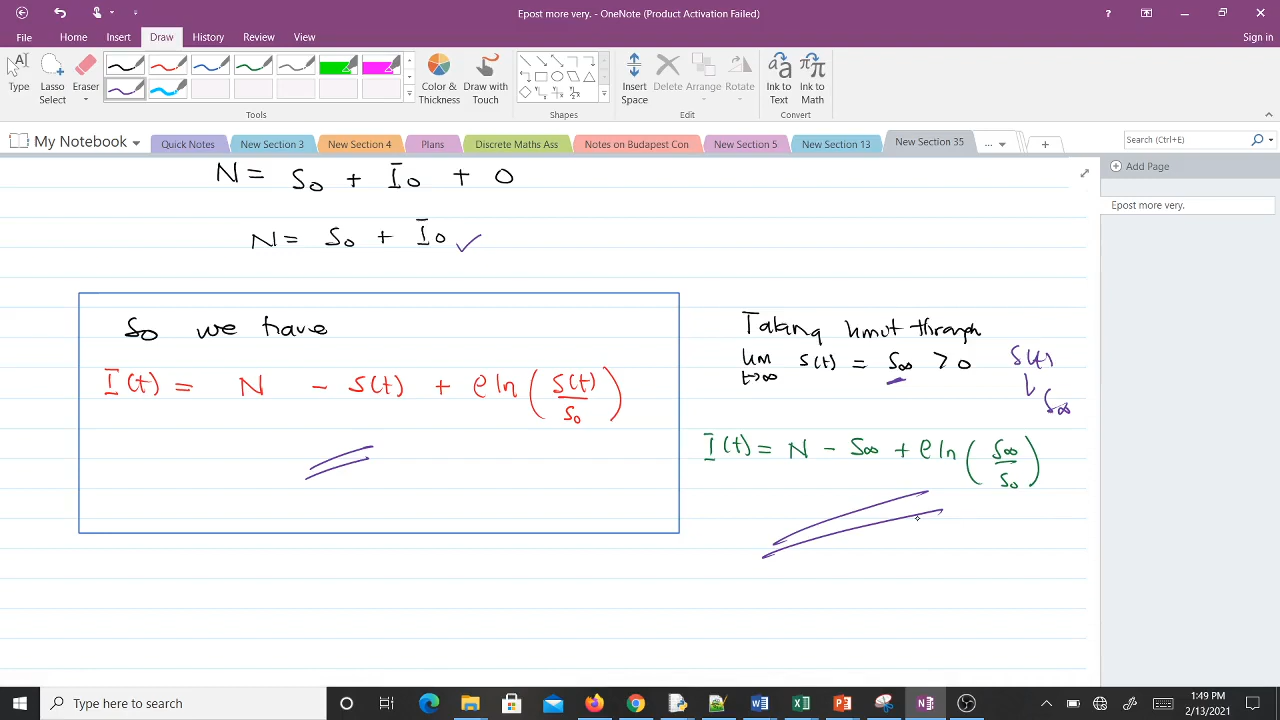 Epost more very. - OneNote (Product Activation Failed)
Sign in
File Home Insert Draw History Review View
Type
Lasso Select
Eraser
Color & Thickness
Draw with Touch
Insert Space
Delete
Arrange
Rotate
Ink to Text
Ink to Math
Tools
Shapes
Edit
Convert
My Notebook
Quick Notes
New Section 3
New Section 4
Plans
Discrete Maths Ass
Notes on Budapest Con
New Section 5
New Section 13
New Section 35
...
Search (Ctrl+E)
Add Page
Epost more very.
N = S₀ + I₀ + 0
N = S₀ + I₀ ✓
So we have
I(t) = N - S(t) + ρ ln (S(t)/S₀)
Taking limit through
lim t→∞ S(t) = S∞ > 0
S(t)
↓
S∞
I(t) = N - S∞ + ρ ln (S∞/S₀)
Type here to search
1:49 PM
2/13/2021